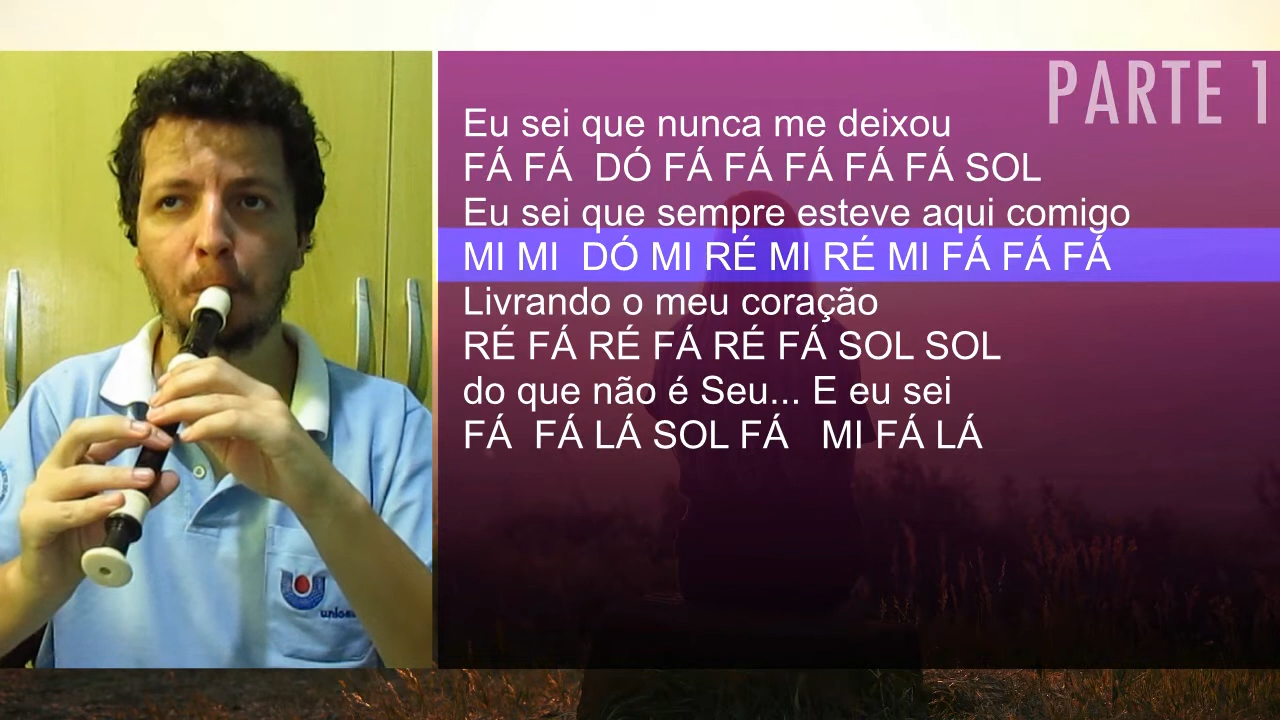 PARTE 1
Eu sei que nunca me deixou
FÁ FÁ DÓ FÁ FÁ FÁ FÁ FÁ SOL
Eu sei que sempre esteve aqui comigo
MI MI DÓ MI RÉ MI RÉ MI FÁ FÁ FÁ
Livrando o meu coração
RÉ FÁ RÉ FÁ RÉ FÁ SOL SOL
do que não é Seu... E eu sei
FÁ FÁ LÁ SOL FÁ MI FÁ LÁ